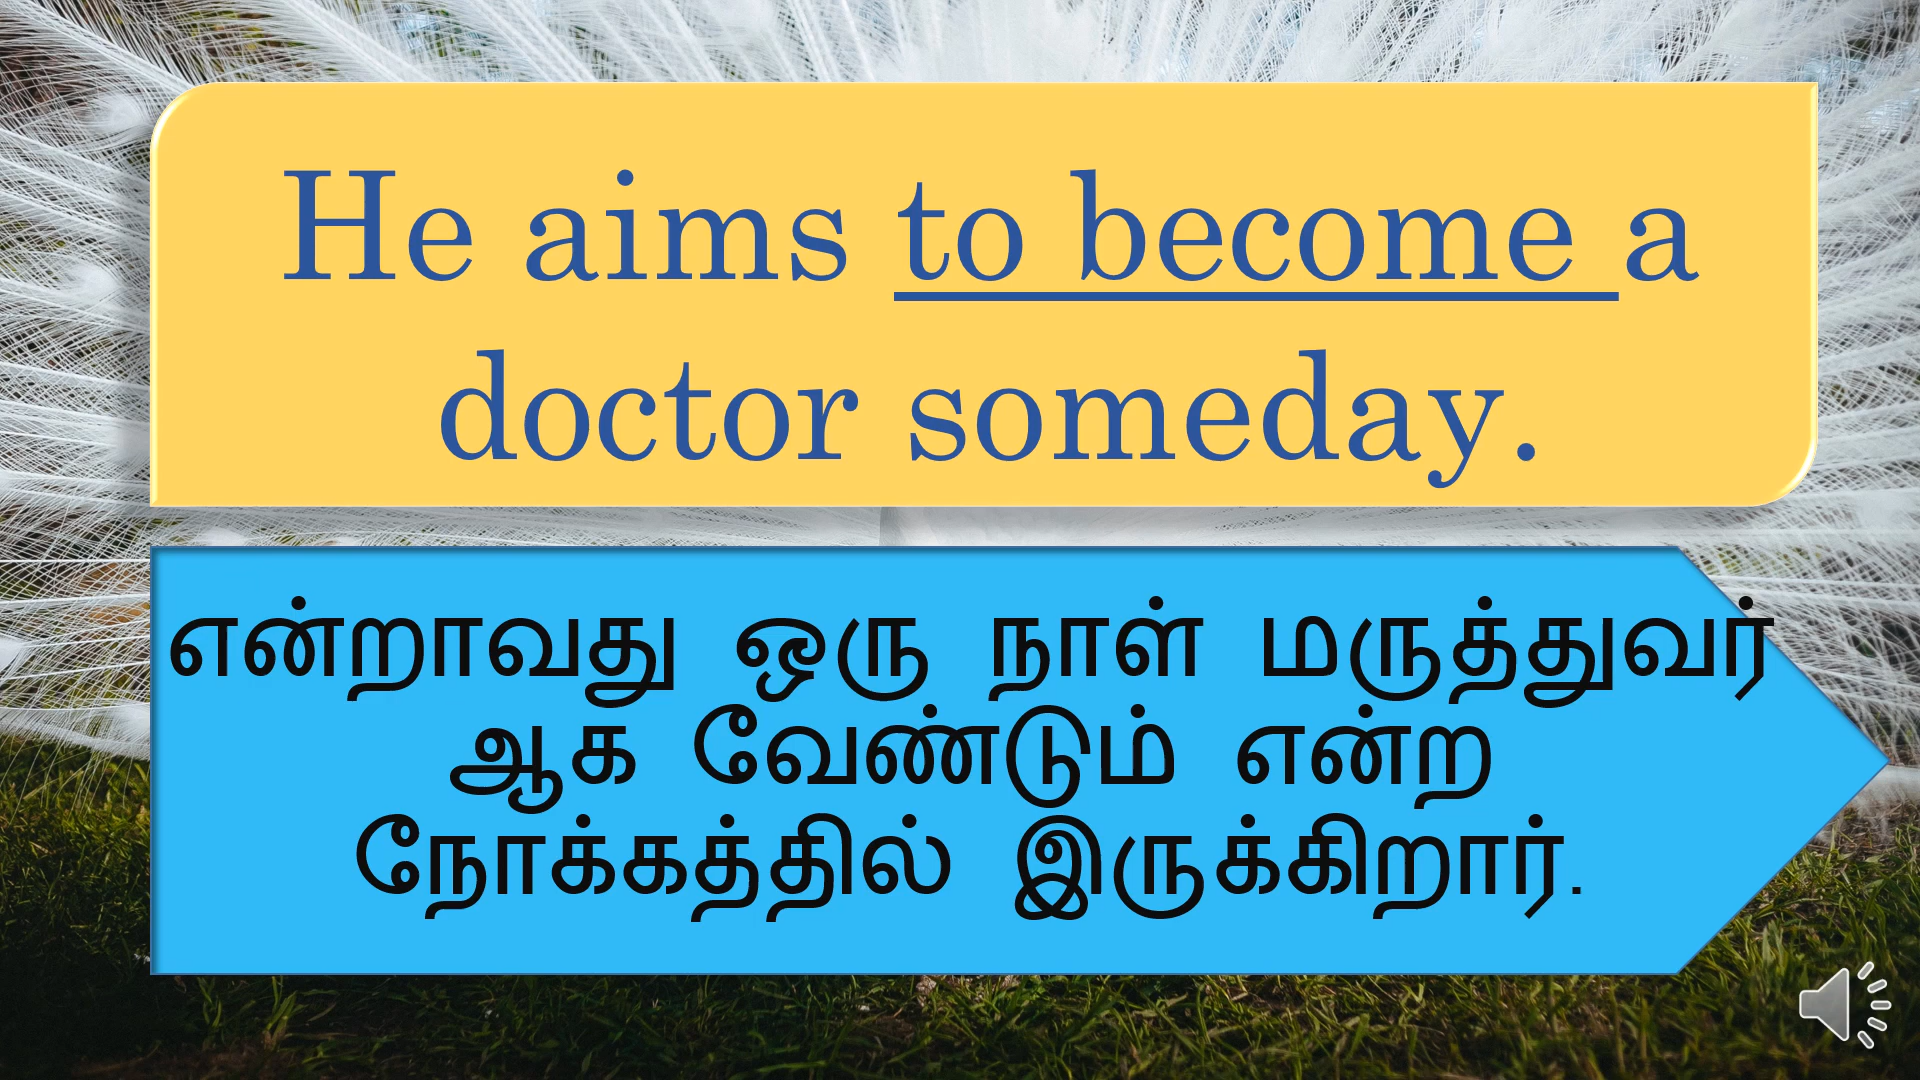 He aims to become a
doctor someday.
என்றாவது ஒரு நாள் மருத்துவர்
ஆக வேண்டும் என்ற
நோக்கத்தில் இருக்கிறார்.